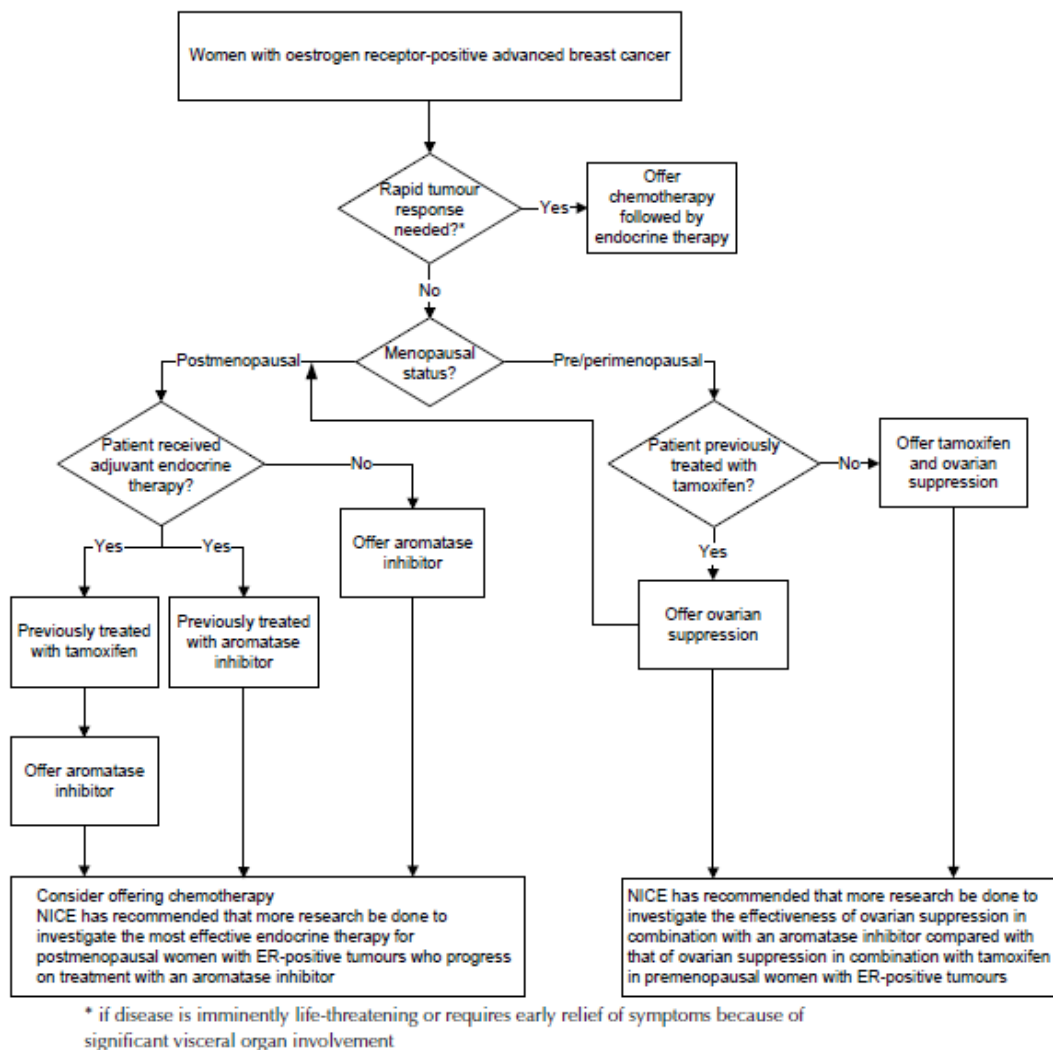 Women with oestrogen receptor-positive advanced breast cancer
Rapid tumour
response
needed?*
Yes
Offer
chemotherapy
followed by
endocrine therapy
No
Menopausal
status?
Postmenopausal
Pre/perimenopausal
Patient received
adjuvant endocrine
therapy?
No
Patient previously
treated with
tamoxifen?
No
Offer tamoxifen
and ovarian
suppression
Offer aromatase
inhibitor
Yes
Yes
Yes
Previously treated
with tamoxifen
Previously treated
with aromatase
inhibitor
Offer ovarian
suppression
Offer aromatase
inhibitor
Consider offering chemotherapy
NICE has recommended that more research be done to
investigate the most effective endocrine therapy for
postmenopausal women with ER-positive tumours who progress
on treatment with an aromatase inhibitor
NICE has recommended that more research be done to
investigate the effectiveness of ovarian suppression in
combination with an aromatase inhibitor compared with
that of ovarian suppression in combination with tamoxifen
in premenopausal women with ER-positive tumours
* if disease is imminently life-threatening or requires early relief of symptoms because of
significant visceral organ involvement